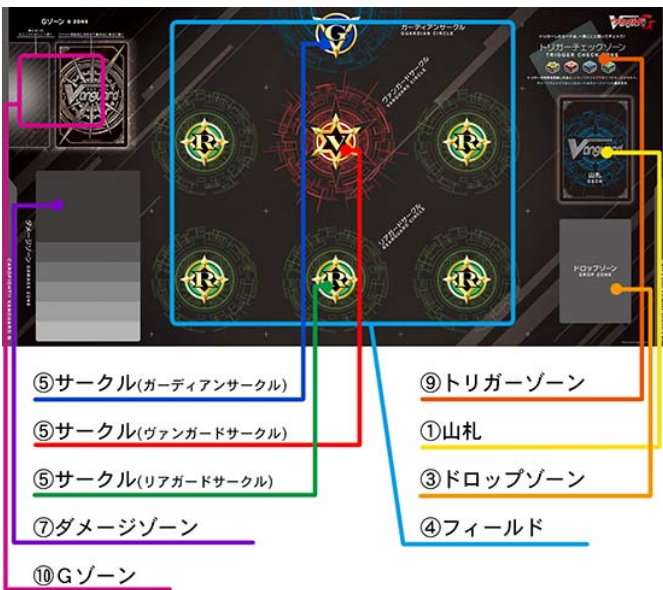 Gゾーン G ZONE
ガーディアンサークル
GUARDIAN CIRCLE
G
VANGUARD G
トリガーチェックゾーン
TRIGGER CHECK ZONE
ヴァンガードサークル
VANGUARD CIRCLE
Vanguard
R
V
R
Vanguard
山札
DECK
リアガードサークル
REARGUARD CIRCLE
ダメージゾーン DAMAGE ZONE
R
R
R
ドロップゾーン
DROP ZONE
⑤サークル(ガーディアンサークル)
⑤サークル(ヴァンガードサークル)
⑤サークル(リアガードサークル)
⑦ダメージゾーン
⑩Gゾーン
⑨トリガーゾーン
①山札
③ドロップゾーン
④フィールド